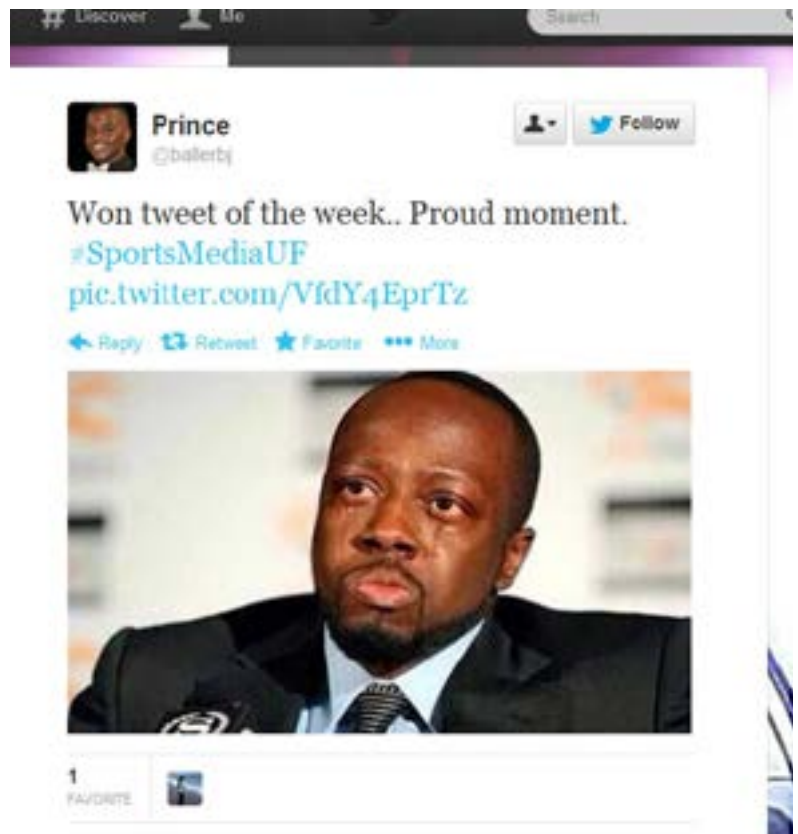 # Discover Me Search
Prince
@ballerbj
Follow
Won tweet of the week.. Proud moment.
#SportsMediaUF
pic.twitter.com/VfdY4EprTz
Reply Retweet Favorite ••• More
1
FAVORITE